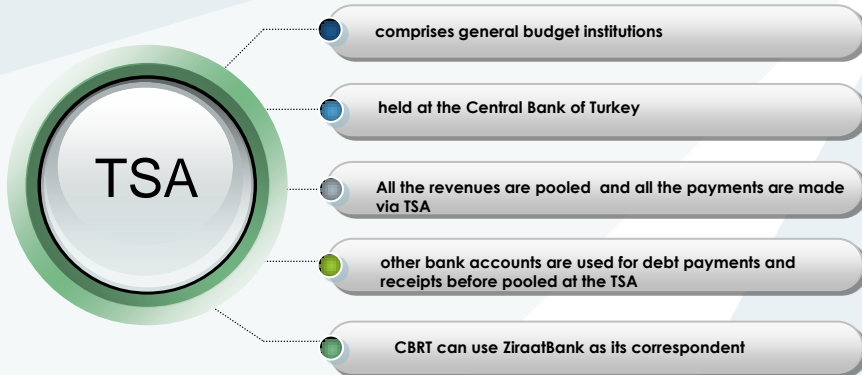 TSA
comprises general budget institutions
held at the Central Bank of Turkey
All the revenues are pooled and all the payments are made
via TSA
other bank accounts are used for debt payments and
receipts before pooled at the TSA
CBRT can use ZiraatBank as its correspondent